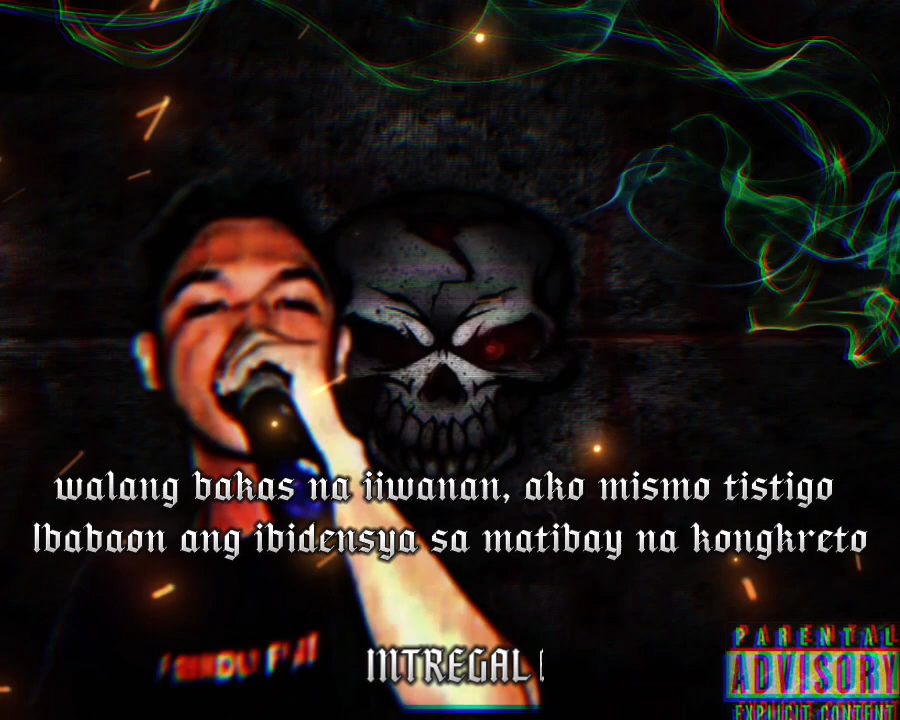 walang bakas na iiwanan, ako mismo tistigo
Ibabaon ang ibidensya sa matibay na kongkreto
INTREGAL
PARENTAL
ADVISORY
EXPLICIT CONTENT